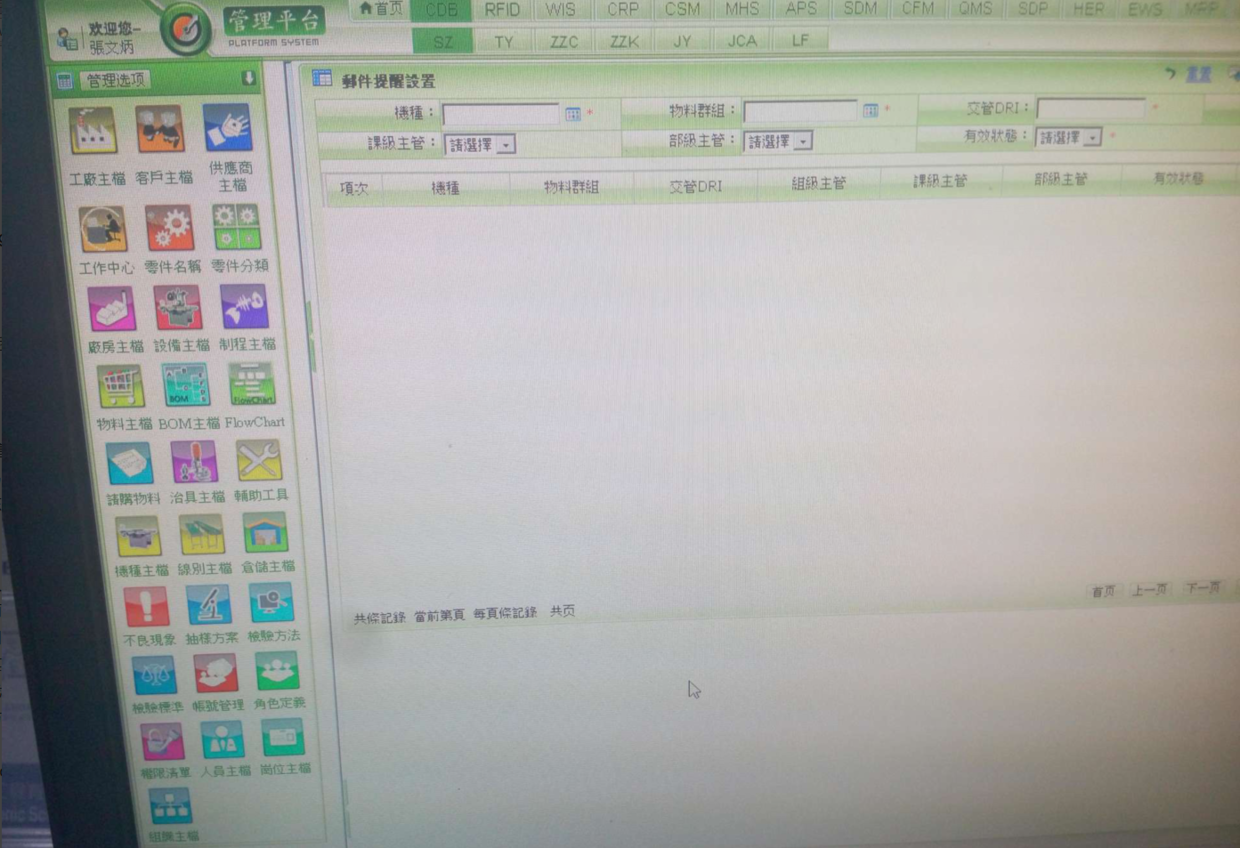 首页 CDB RFID WIS CRP CSM MHS APS SDM CFM QMS SDP HEP EWS
欢迎您-
張文炳
管理平台
PLATFORM SYSTEM
SZ TY ZZC ZZK JY JCA LF
管理选项
郵件提醒設置
機種： * 物料群組： * 交管DRI： *
課級主管： 請選擇 部級主管： 請選擇 有效狀態： 請選擇 *
項次 機種 物料群組 交管DRI 組級主管 課級主管 部級主管 有效狀態
工廠主檔 客戶主檔 供應商
主檔
工作中心 零件名稱 零件分類
廠房主檔 設備主檔 制程主檔
BOM
FlowChart
物料主檔 BOM主檔 FlowChart
請購物料 治具主檔 輔助工具
機種主檔 線別主檔 倉儲主檔
首页 上一页 下一页
共條記錄 當前第頁 每頁條記錄 共页
不良現象 抽樣方案 檢驗方法
檢驗標準 帳號管理 角色定義
權限清單 人員主檔 崗位主檔
組織主檔